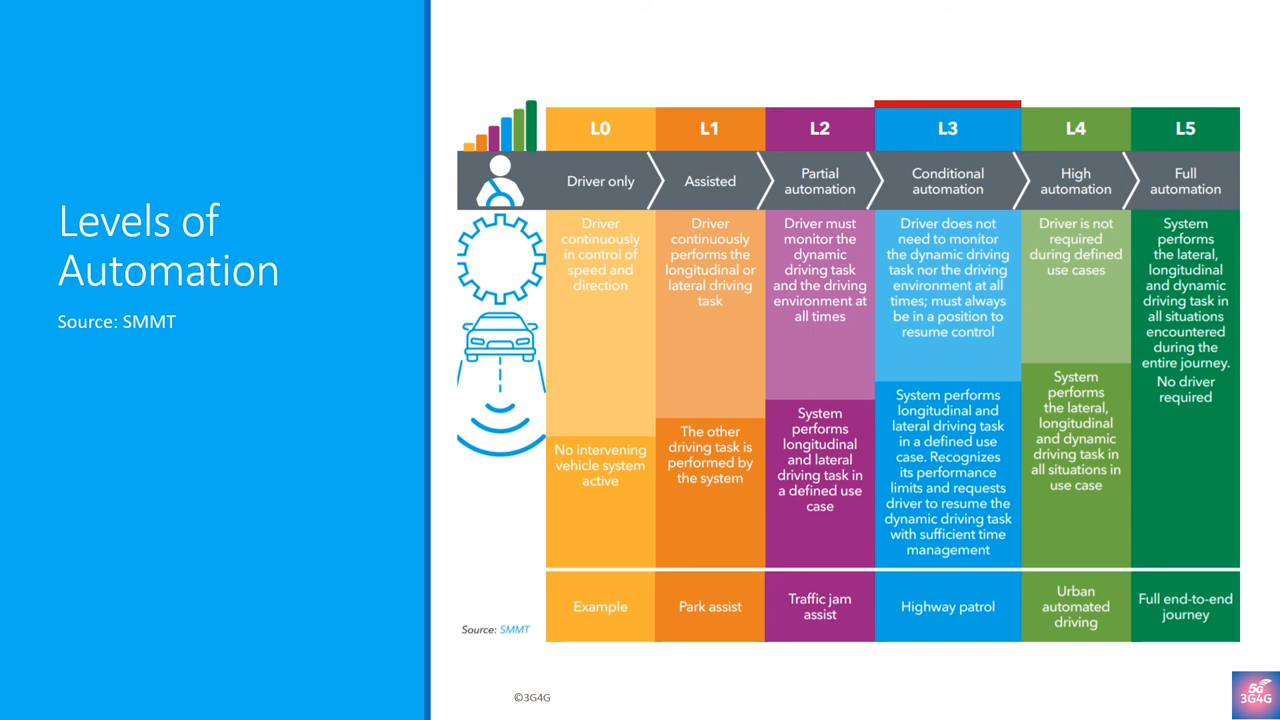 Levels of
Automation
Source: SMMT
L0
L1
L2
L3
L4
L5
Driver only
Assisted
Partial
automation
Conditional
automation
High
automation
Full
automation
Driver
continuously
in control of
speed and
direction
Driver
continuously
performs the
longitudinal or
lateral driving
task
Driver must
monitor the
dynamic
driving task
and the driving
environment at
all times
Driver does not
need to monitor
the dynamic driving
task nor the driving
environment at all
times; must always
be in a position to
resume control
Driver is not
required
during defined
use cases
System
performs
the lateral,
longitudinal
and dynamic
driving task in
all situations
encountered
during the
entire journey.
No driver
required
No intervening
vehicle system
active
The other
driving task is
performed by
the system
System
performs
longitudinal
and lateral
driving task in
a defined use
case
System performs
longitudinal and
lateral driving task
in a defined use
case. Recognizes
its performance
limits and requests
driver to resume the
dynamic driving task
with sufficient time
management
System
performs
the lateral,
longitudinal
and dynamic
driving task in
all situations in
use case
Example
Park assist
Traffic jam
assist
Highway patrol
Urban
automated
driving
Full end-to-end
journey
Source: SMMT
©3G4G
5G
3G4G